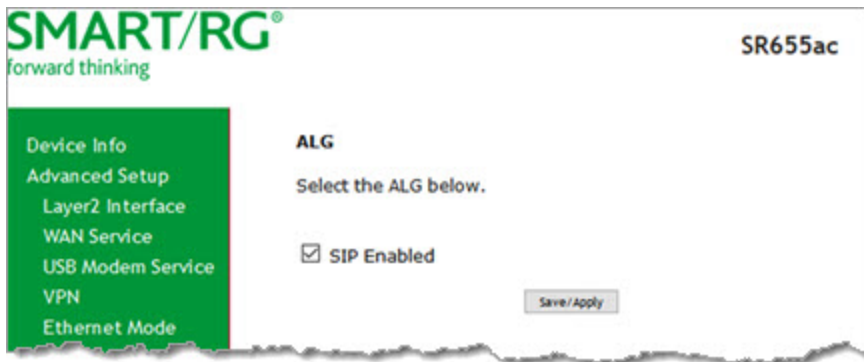 SMART/RG®
forward thinking
SR655ac
Device Info
Advanced Setup
Layer2 Interface
WAN Service
USB Modem Service
VPN
Ethernet Mode
ALG
Select the ALG below.
SIP Enabled
Save/Apply